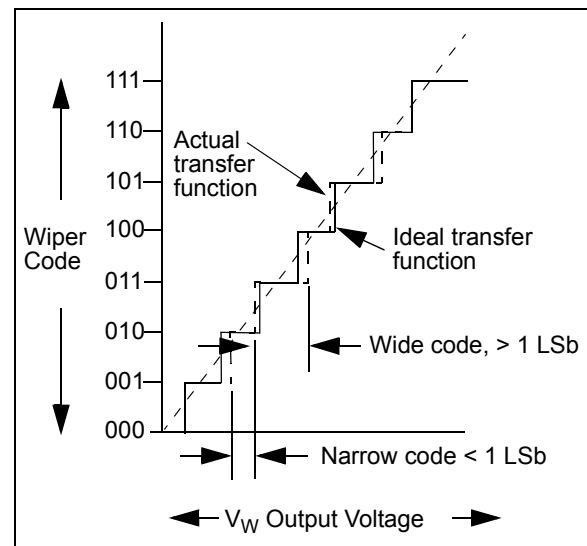 111
110
Actual
transfer
function
101
100
Wiper
Code
Ideal transfer
function
011
010
Wide code, > 1 LSb
001
000
Narrow code < 1 LSb
VW Output Voltage